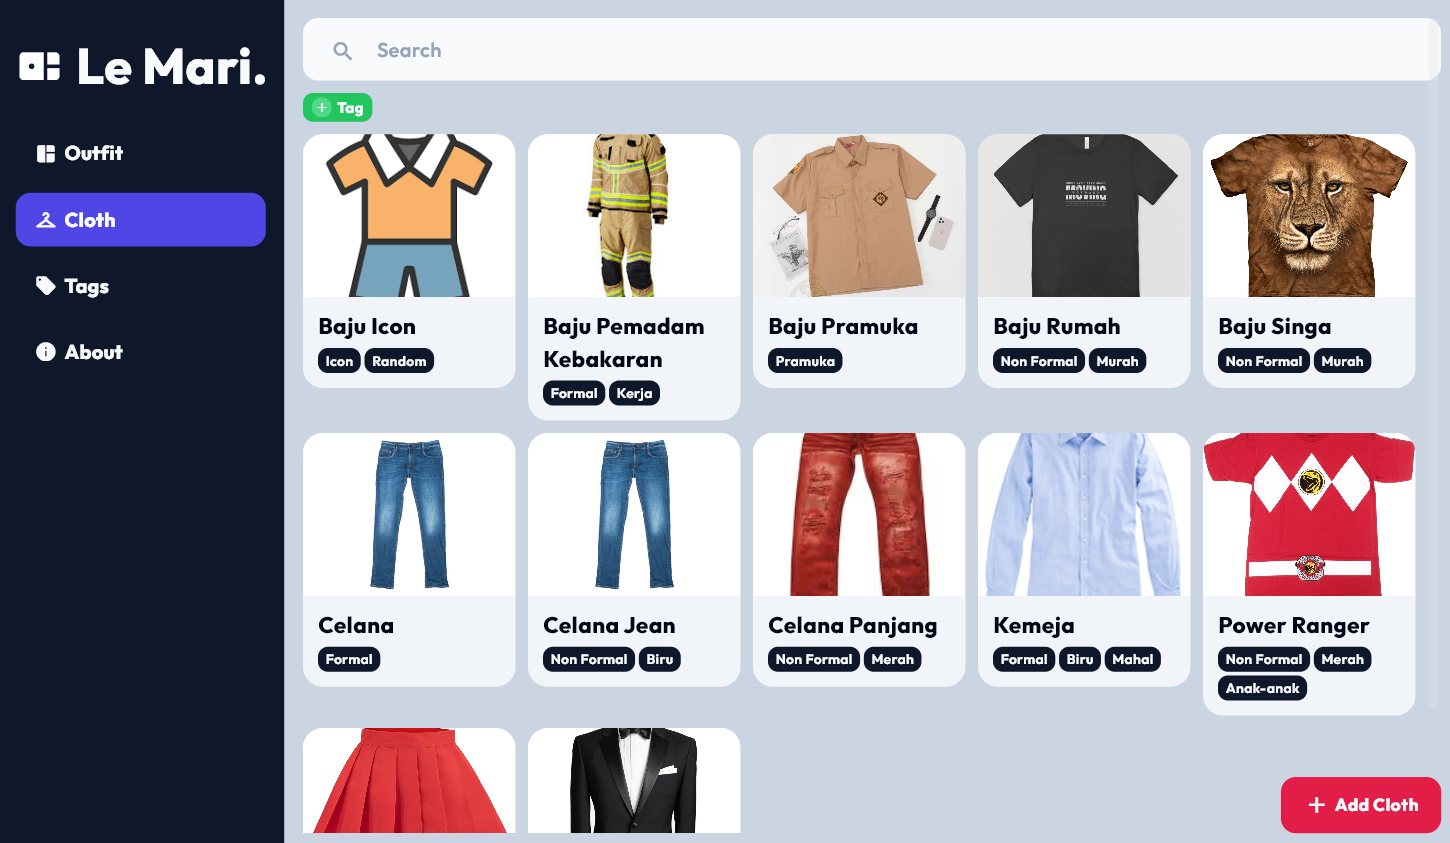 Le Mari.
Outfit
Cloth
Tags
About
Search
Tag
MOVING
Baju Icon
Icon Random
Baju Pemadam
Kebakaran
Formal Kerja
Baju Pramuka
Pramuka
Baju Rumah
Non Formal Murah
Baju Singa
Non Formal Murah
Celana
Formal
Celana Jean
Non Formal Biru
Celana Panjang
Non Formal Merah
Kemeja
Formal Biru Mahal
Power Ranger
Non Formal Merah
Anak-anak
Add Cloth